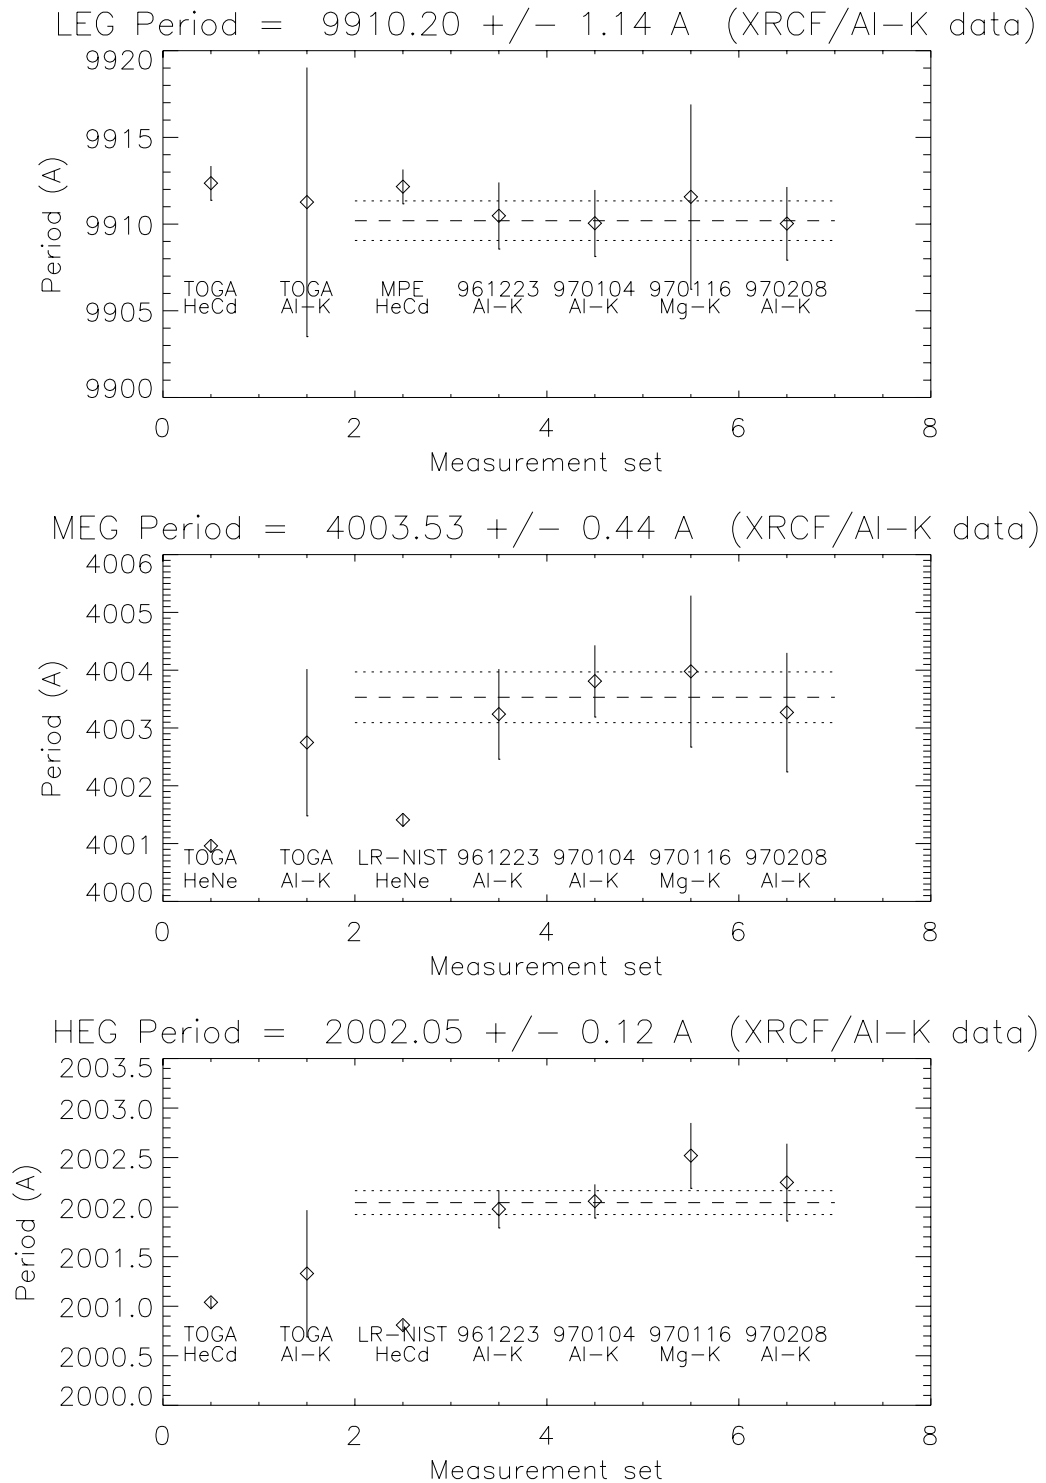 LEG Period = 9910.20 +/− 1.14 A (XRCF/Al−K data)
9920
9915
9910
9905
9900
Period (A)
TOGA TOGA MPE 961223 970104 970116 970208
HeCd Al−K HeCd Al−K Al−K Mg−K Al−K
0 2 4 6 8
Measurement set
MEG Period = 4003.53 +/− 0.44 A (XRCF/Al−K data)
4006
4005
4004
4003
4002
4001
4000
Period (A)
TOGA TOGA LR−NIST 961223 970104 970116 970208
HeNe Al−K HeNe Al−K Al−K Mg−K Al−K
0 2 4 6 8
Measurement set
HEG Period = 2002.05 +/− 0.12 A (XRCF/Al−K data)
2003.5
2003.0
2002.5
2002.0
2001.5
2001.0
2000.5
2000.0
Period (A)
TOGA TOGA LR−NIST 961223 970104 970116 970208
HeCd Al−K HeCd Al−K Al−K Mg−K Al−K
0 2 4 6 8
Measurement set